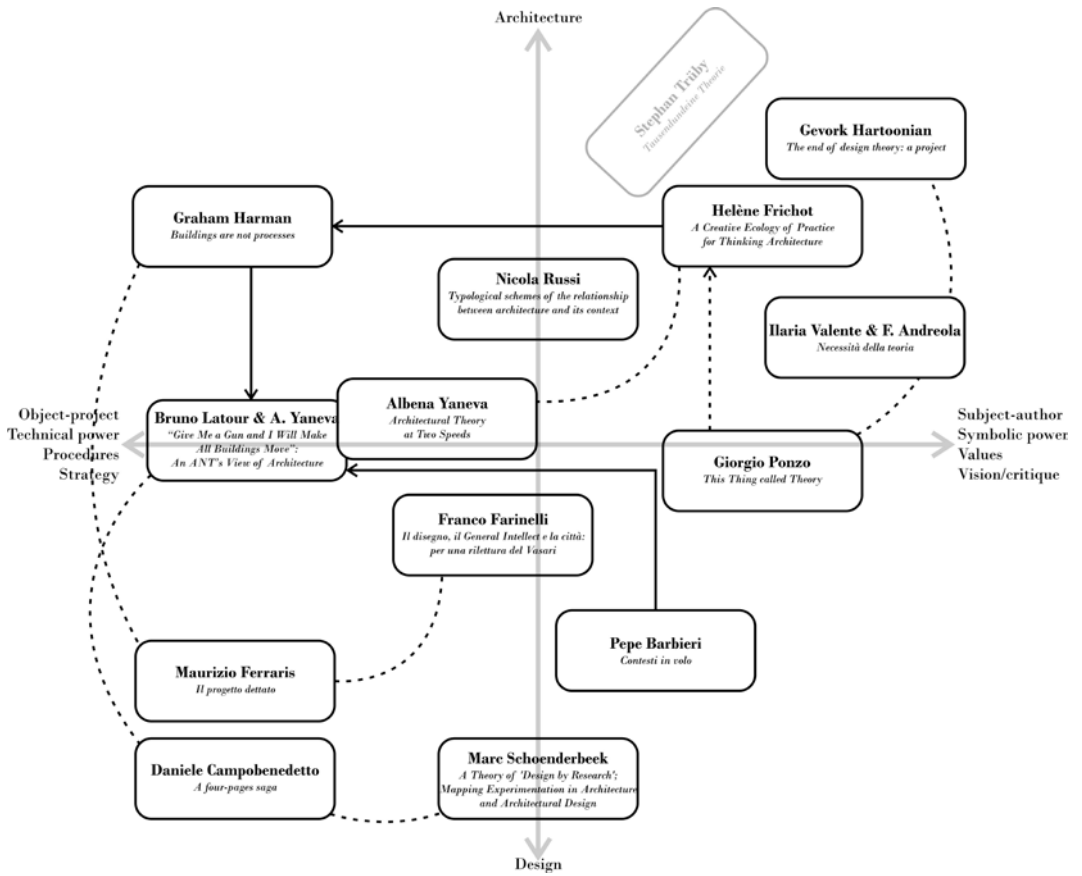 Architecture
Stephan Trüby
Tausendundeine Theorie
Gevork Hartoonian
The end of design theory: a project
Graham Harman
Buildings are not processes
Helène Frichot
A Creative Ecology of Practice
for Thinking Architecture
Nicola Russi
Typological schemes of the relationship
between architecture and its context
Ilaria Valente & F. Andreola
Necessità della teoria
Object-project
Technical power
Procedures
Strategy
Bruno Latour & A. Yaneva
“Give Me a Gun and I Will Make
All Buildings Move”:
An ANT's View of Architecture
Albena Yaneva
Architectural Theory
at Two Speeds
Giorgio Ponzo
This Thing called Theory
Subject-author
Symbolic power
Values
Vision/critique
Franco Farinelli
Il disegno, il General Intellect e la città:
per una rilettura del Vasari
Pepe Barbieri
Contesti in volo
Maurizio Ferraris
Il progetto dettato
Daniele Campobenedetto
A four-pages saga
Marc Schoenderbeek
A Theory of 'Design by Research';
Mapping Experimentation in Architecture
and Architectural Design
Design